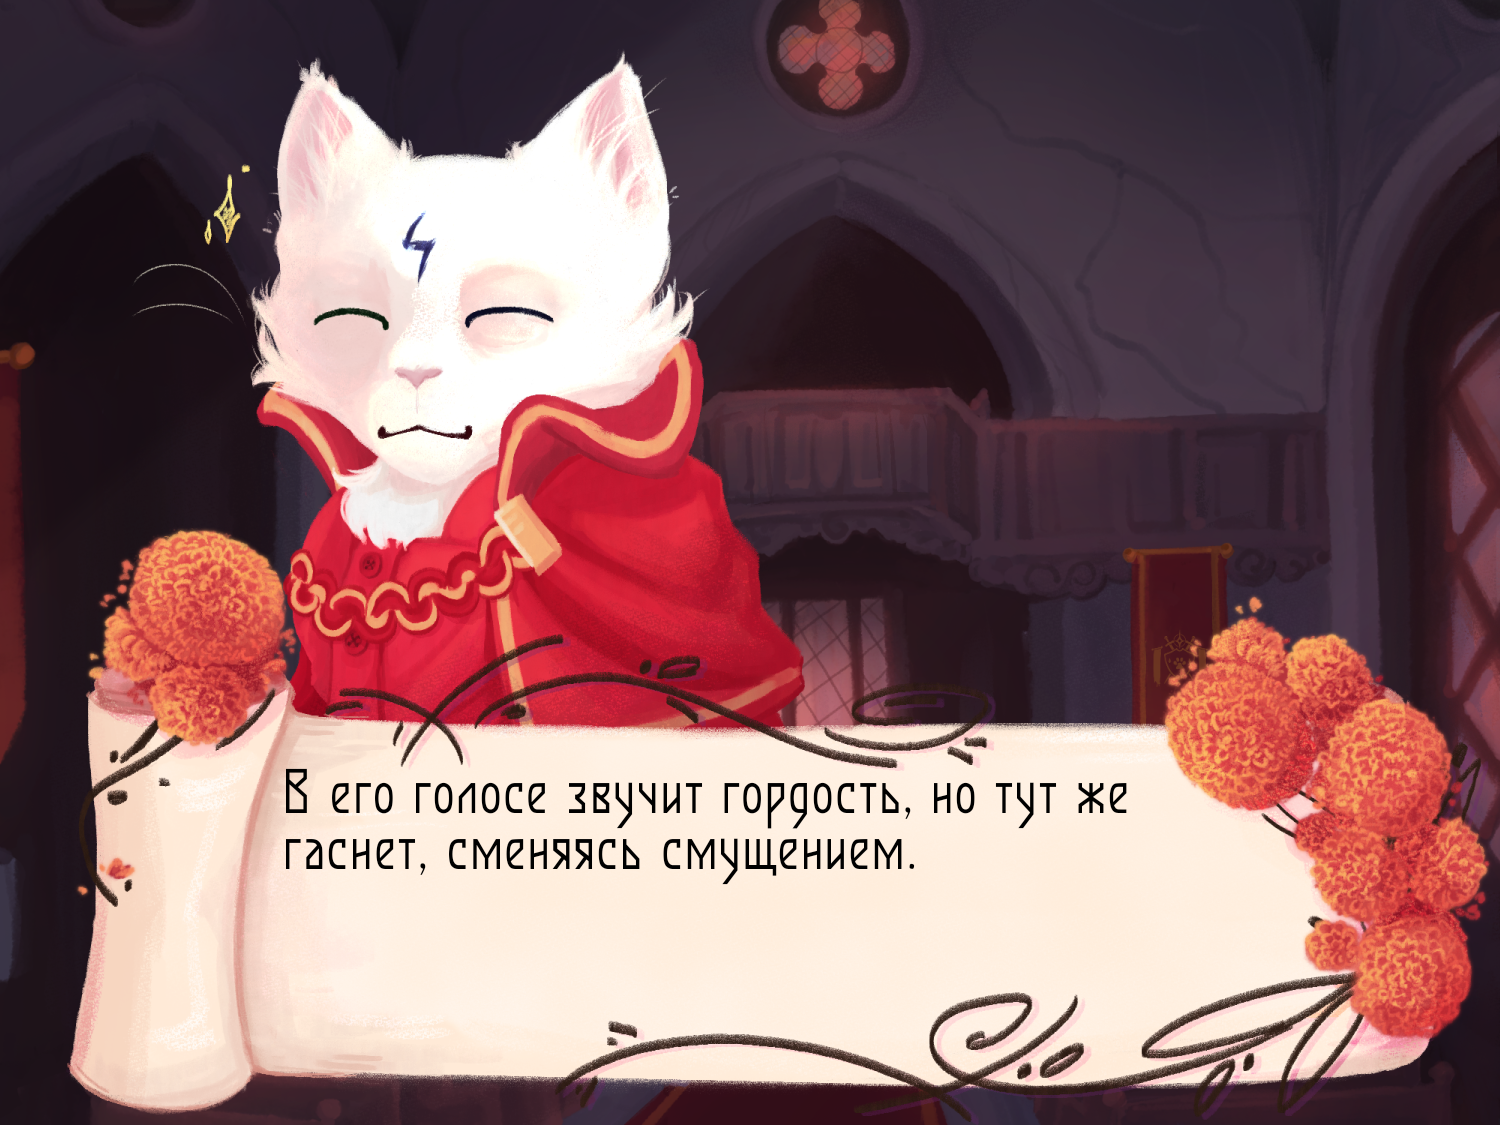 В его голосе звучит гордость, но тут же
гаснет, сменяясь смущением.